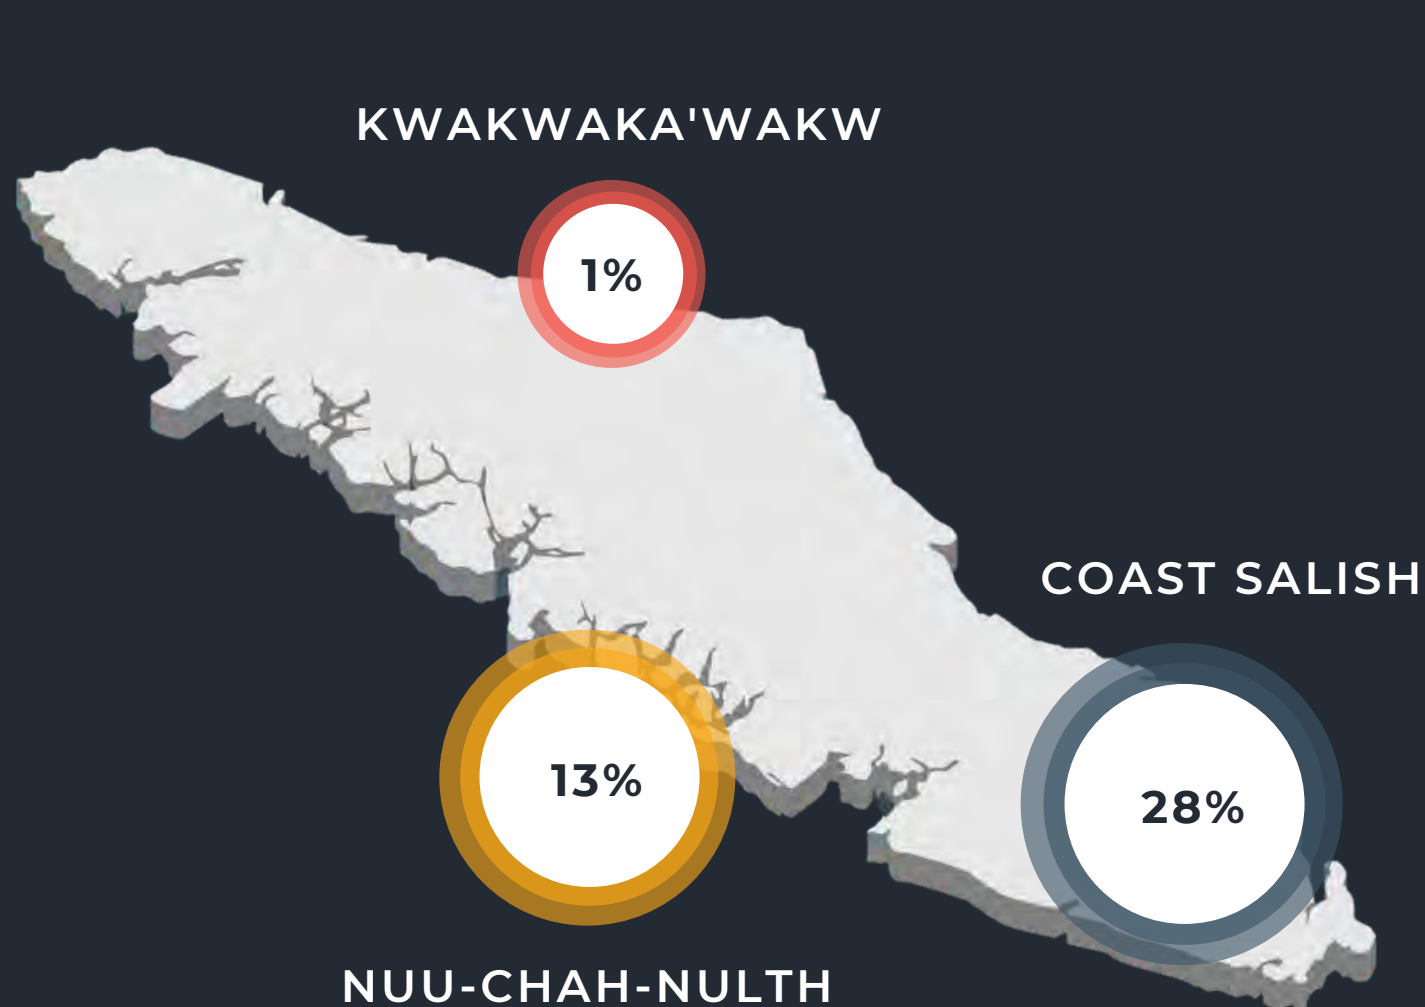 KWAKWAKA'WAKW
1%
COAST SALISH
13%
28%
NUU-CHAH-NULTH